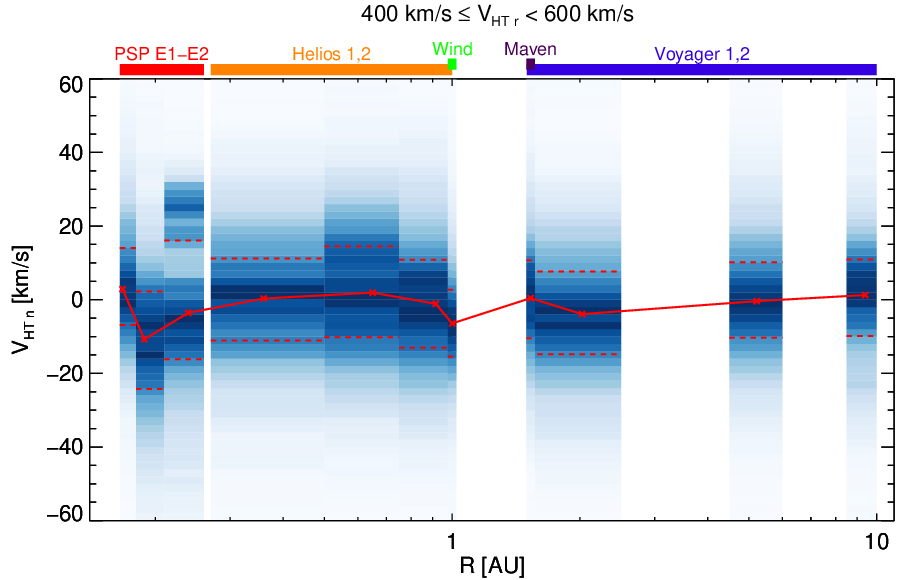 400 km/s ≤ V_HT r < 600 km/s
PSP E1−E2
Helios 1,2
Wind
Maven
Voyager 1,2
60
40
20
0
−20
−40
−60
V_HT n [km/s]
1
10
R [AU]